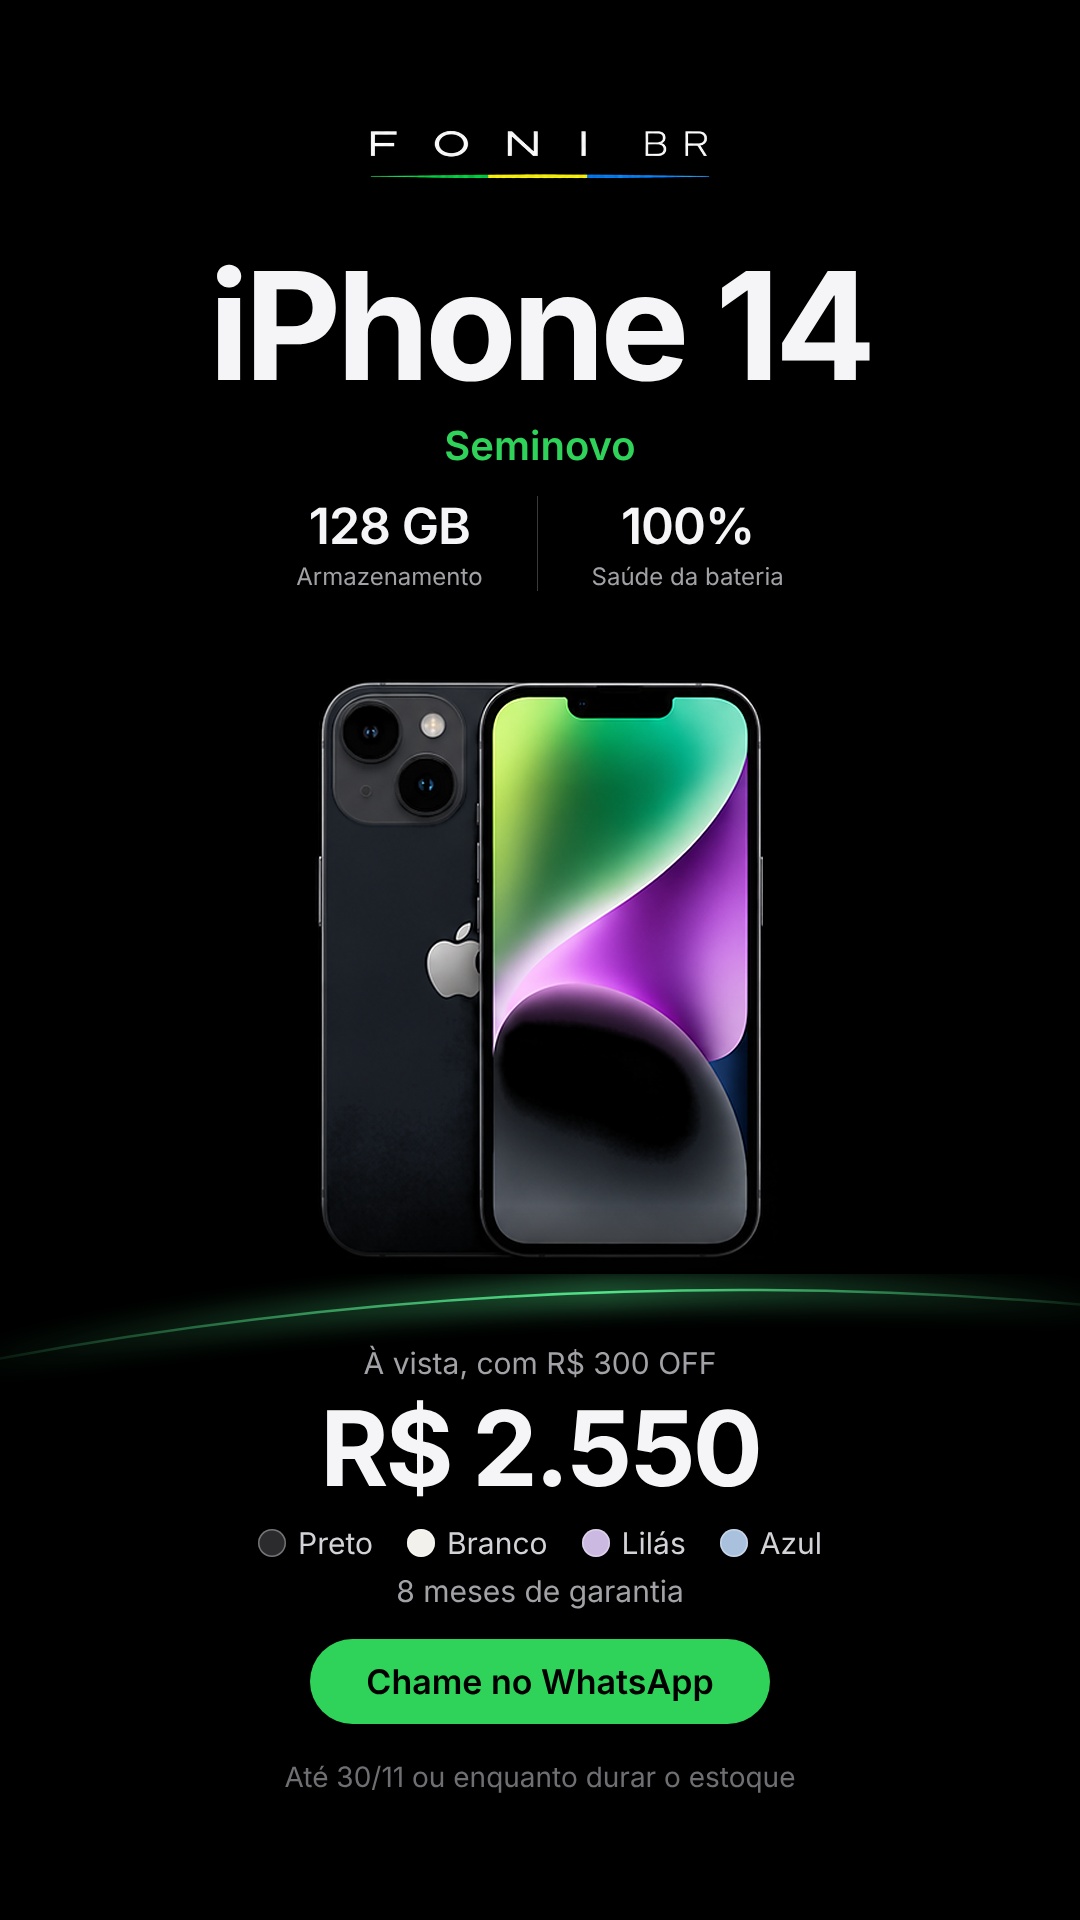 FONI BR
iPhone 14
Seminovo
128 GB
Armazenamento
100%
Saúde da bateria
À vista, com R$ 300 OFF
R$ 2.550
Preto Branco Lilás Azul
8 meses de garantia
Chame no WhatsApp
Até 30/11 ou enquanto durar o estoque